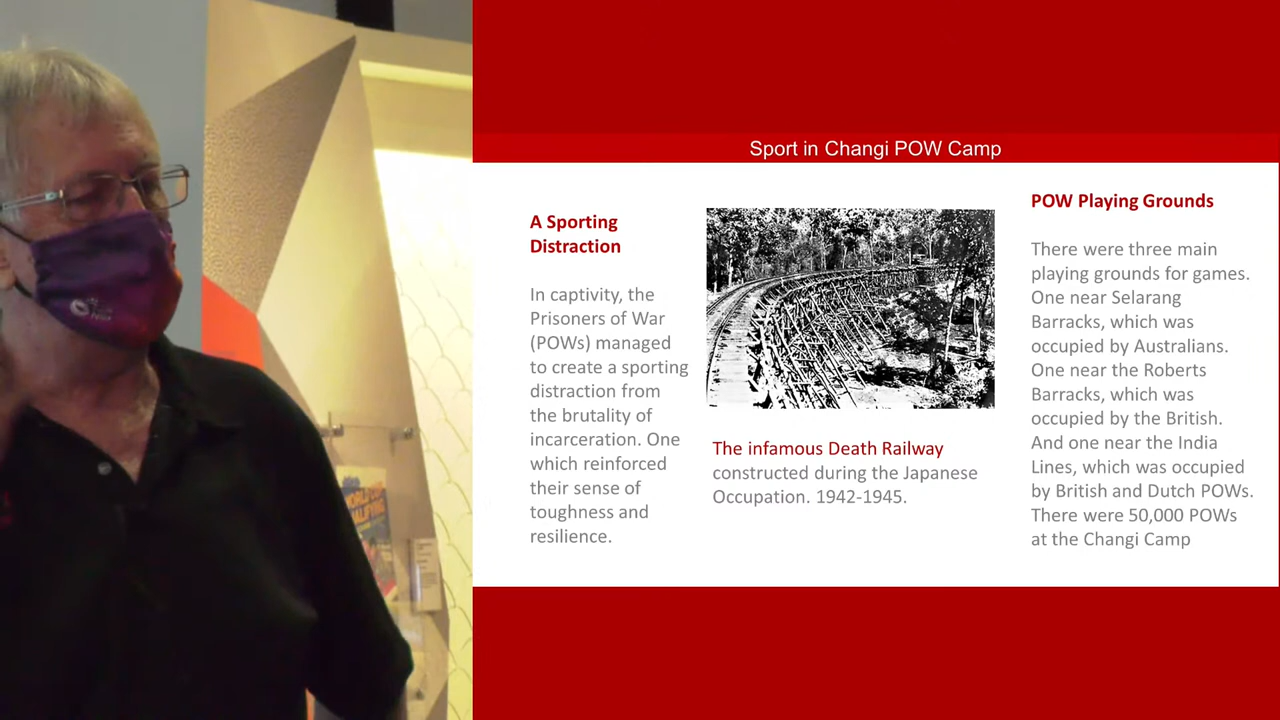 Sport in Changi POW Camp
A Sporting
Distraction
In captivity, the
Prisoners of War
(POWs) managed
to create a sporting
distraction from
the brutality of
incarceration. One
which reinforced
their sense of
toughness and
resilience.
The infamous Death Railway
constructed during the Japanese
Occupation. 1942-1945.
POW Playing Grounds
There were three main
playing grounds for games.
One near Selarang
Barracks, which was
occupied by Australians.
One near the Roberts
Barracks, which was
occupied by the British.
And one near the India
Lines, which was occupied
by British and Dutch POWs.
There were 50,000 POWs
at the Changi Camp
WORLD CUP
QUALIFYING